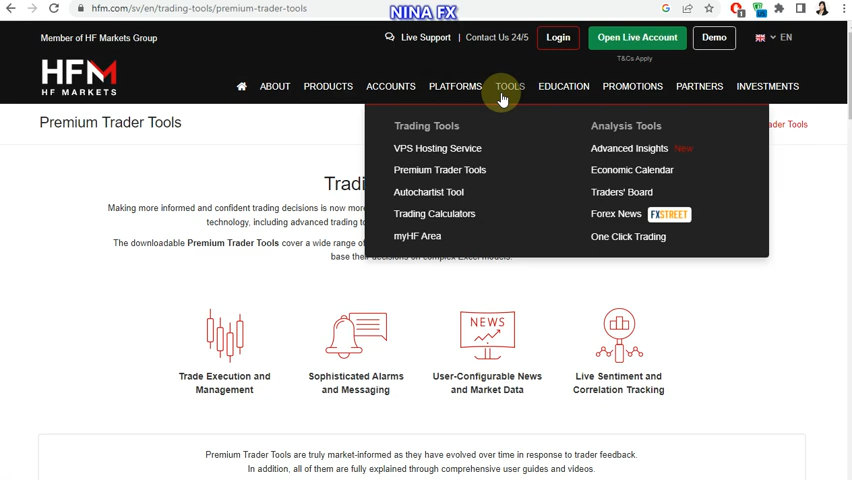 hfm.com/sv/en/trading-tools/premium-trader-tools
NINA FX
Member of HF Markets Group
Live Support | Contact Us 24/5
Login
Open Live Account
Demo
EN
T&Cs Apply
HFM
HF MARKETS
ABOUT PRODUCTS ACCOUNTS PLATFORMS TOOLS EDUCATION PROMOTIONS PARTNERS INVESTMENTS
Premium Trader Tools
ader Tools
Trading Tools
VPS Hosting Service
Premium Trader Tools
Autochartist Tool
Trading Calculators
myHF Area
Analysis Tools
Advanced Insights New
Economic Calendar
Traders' Board
Forex News FXSTREET
One Click Trading
Tradi
Making more informed and confident trading decisions is now mor
technology, including advanced trading to
The downloadable Premium Trader Tools cover a wide range of
base their decisions on complex Excel models.
NEWS
Trade Execution and
Management
Sophisticated Alarms
and Messaging
User-Configurable News
and Market Data
Live Sentiment and
Correlation Tracking
Premium Trader Tools are truly market-informed as they have evolved over time in response to trader feedback.
In addition, all of them are fully explained through comprehensive user guides and videos.